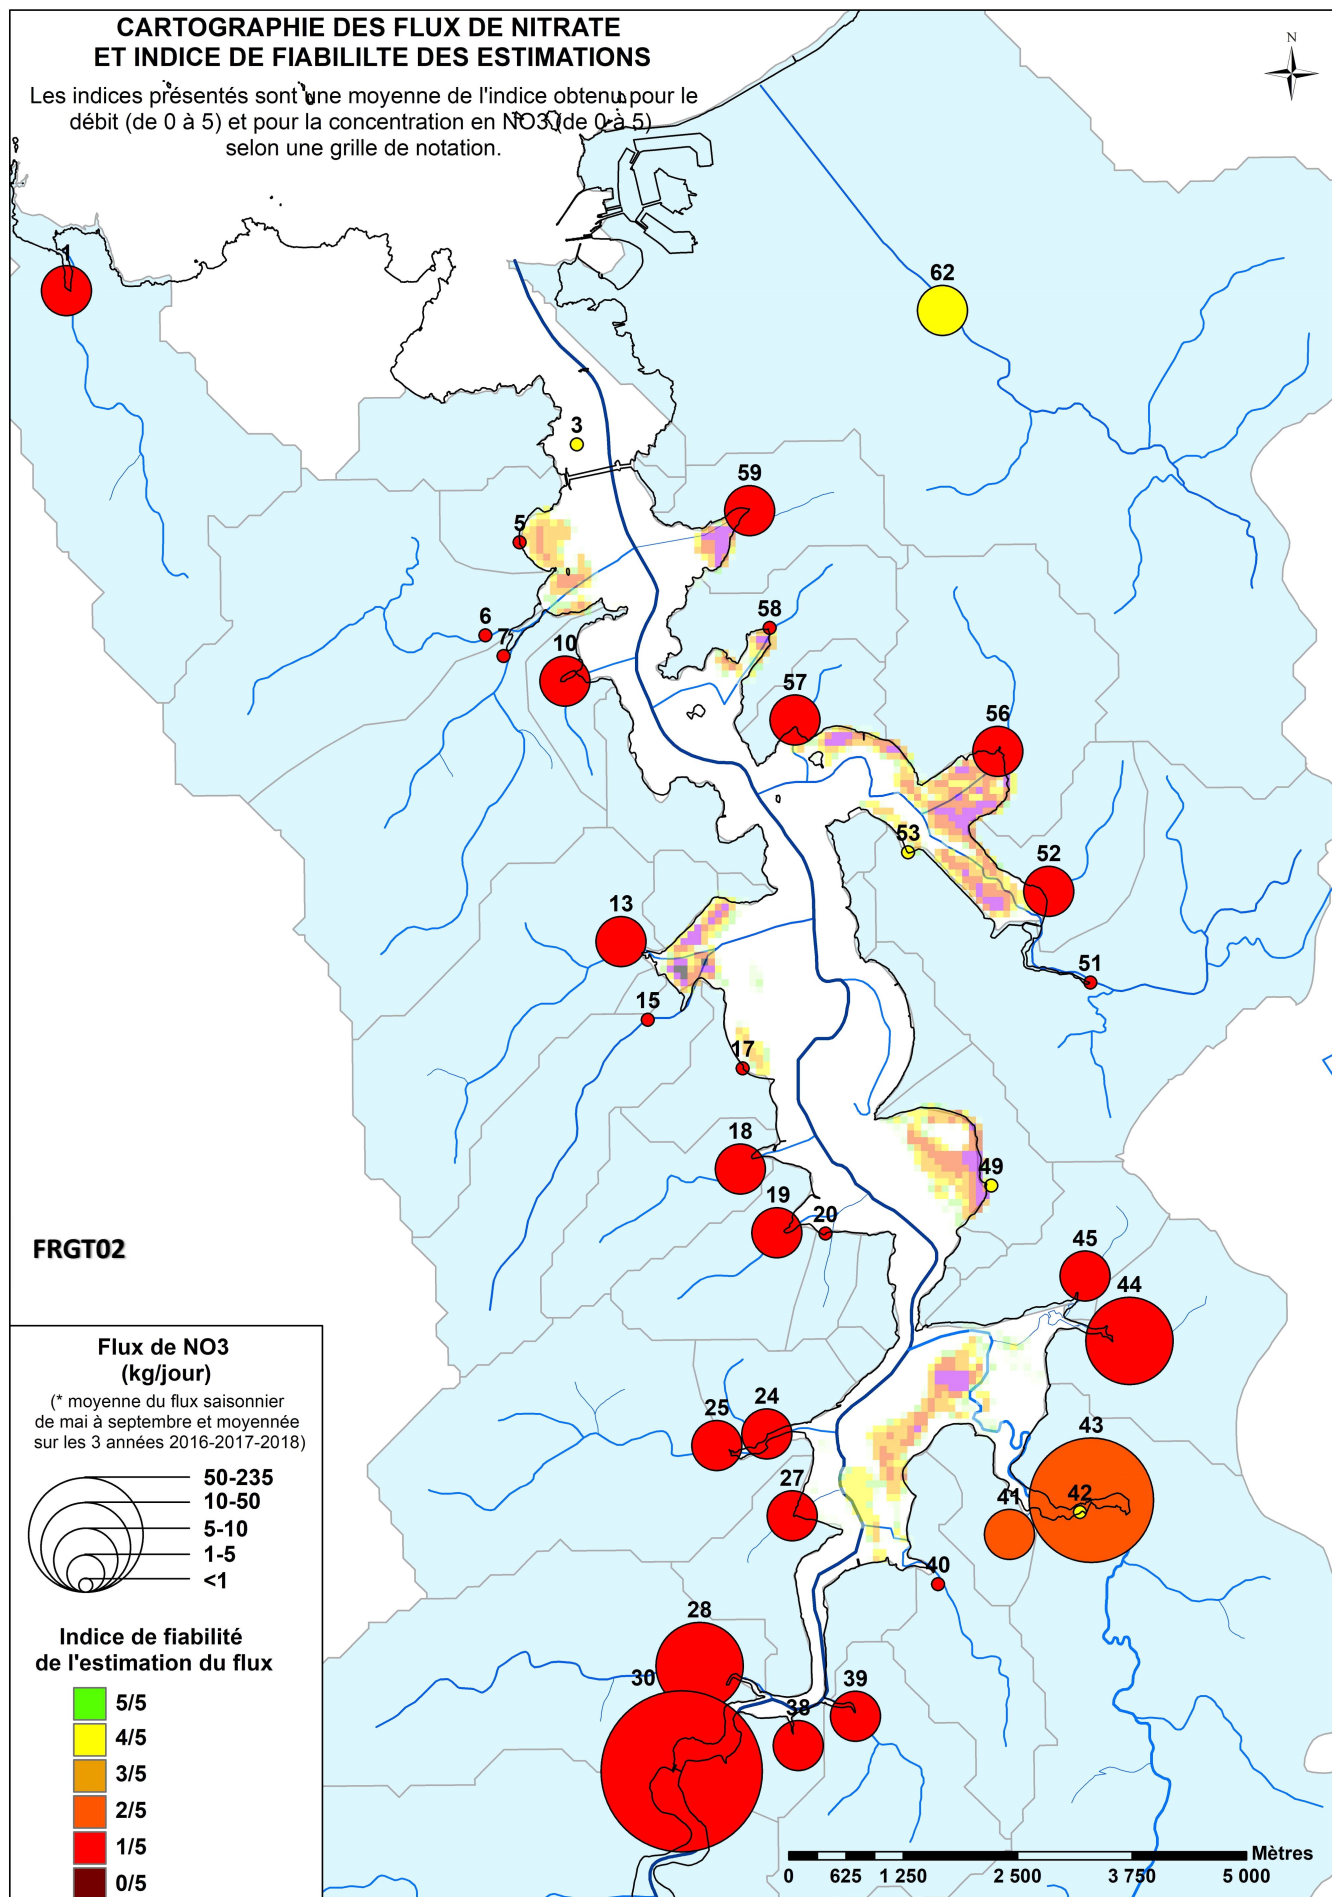 CARTOGRAPHIE DES FLUX DE NITRATE
ET INDICE DE FIABILILTE DES ESTIMATIONS
Les indices présentés sont une moyenne de l'indice obtenu pour le
débit (de 0 à 5) et pour la concentration en NO3 (de 0 à 5)
selon une grille de notation.
N
1
62
3
59
5
58
6
7
10
57
56
53
52
13
51
15
17
18
49
19
20
45
44
FRGT02
25
24
43
27
41
42
40
28
30
39
38
Flux de NO3
(kg/jour)
(* moyenne du flux saisonnier
de mai à septembre et moyennée
sur les 3 années 2016-2017-2018)
50-235
10-50
5-10
1-5
<1
Indice de fiabilité
de l'estimation du flux
5/5
4/5
3/5
2/5
1/5
0/5
Mètres
0 625 1 250 2 500 3 750 5 000